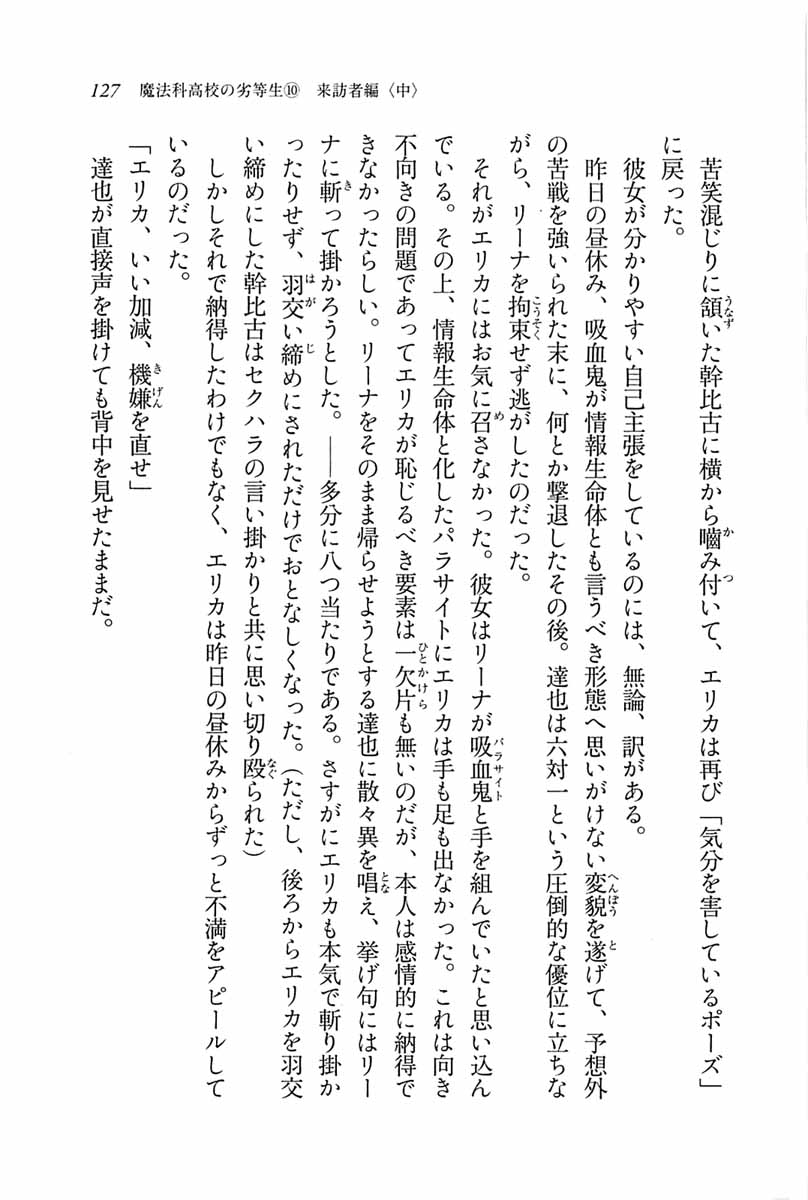 127　魔法科高校の劣等生⑩　来訪者編〈中〉
苦笑混じりに頷いた幹比古に横から嚙み付いて、エリカは再び「気分を害しているポーズ」
に戻った。
彼女が分かりやすい自己主張をしているのには、無論、訳がある。
昨日の昼休み、吸血鬼が情報生命体とも言うべき形態へ思いがけない変貌を遂げて、予想外
の苦戦を強いられた末に、何とか撃退したその後。達也は六対一という圧倒的な優位に立ちな
がら、リーナを拘束せず逃がしたのだった。
それがエリカにはお気に召さなかった。彼女はリーナが吸血鬼と手を組んでいたと思い込ん
でいる。その上、情報生命体と化したパラサイトにエリカは手も足も出なかった。これは向き
不向きの問題であってエリカが恥じるべき要素は一欠片も無いのだが、本人は感情的に納得で
きなかったらしい。リーナをそのまま帰らせようとする達也に散々異を唱え、挙げ句にはリー
ナに斬って掛かろうとした。――多分に八つ当たりである。さすがにエリカも本気で斬り掛か
ったりせず、羽交い締めにされただけでおとなしくなった。（ただし、後ろからエリカを羽交
い締めにした幹比古はセクハラの言い掛かりと共に思い切り殴られた）
しかしそれで納得したわけでもなく、エリカは昨日の昼休みからずっと不満をアピールして
いるのだった。
「エリカ、いい加減、機嫌を直せ」
達也が直接声を掛けても背中を見せたままだ。